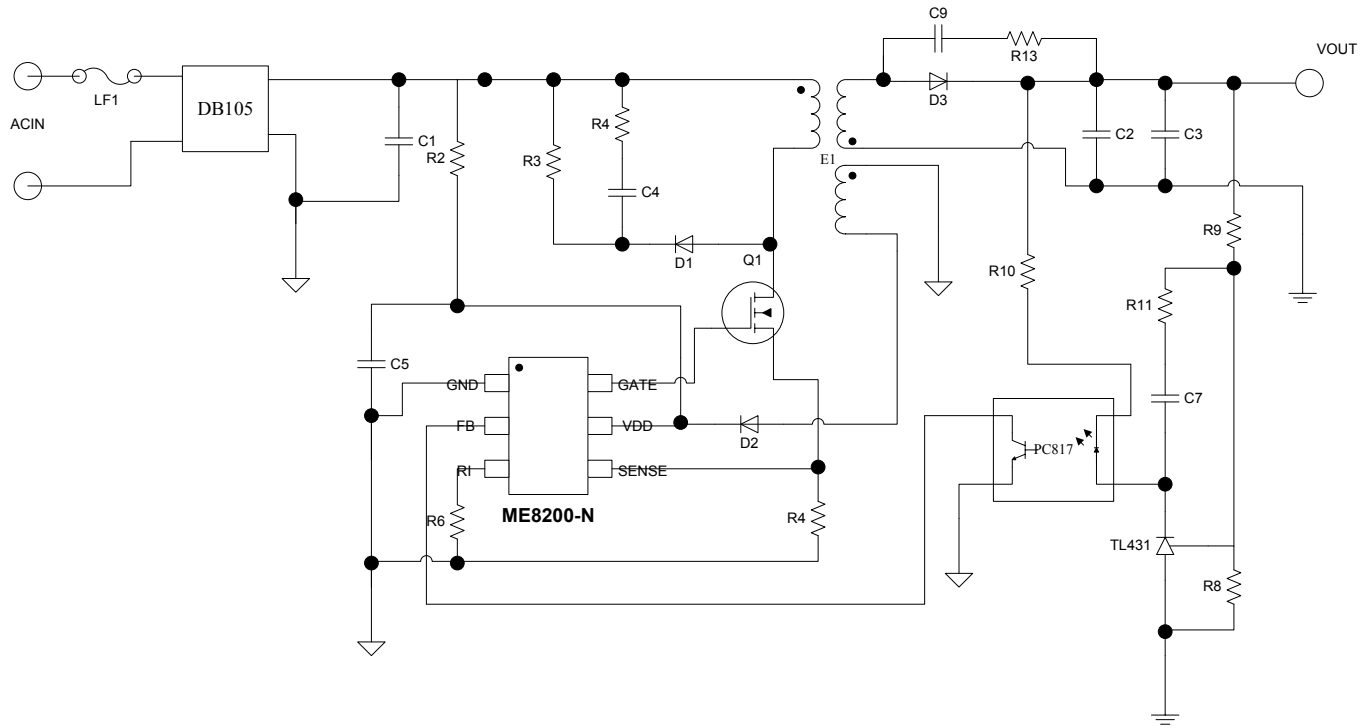 C9
R13
VOUT
LF1
DB105
D3
ACIN
C1
R2
R3
R4
C4
C2
C3
E1
D1
Q1
R9
R10
R11
C5
GND
GATE
C7
FB
VDD
D2
PC817
RI
SENSE
ME8200-N
R6
R4
TL431
R8